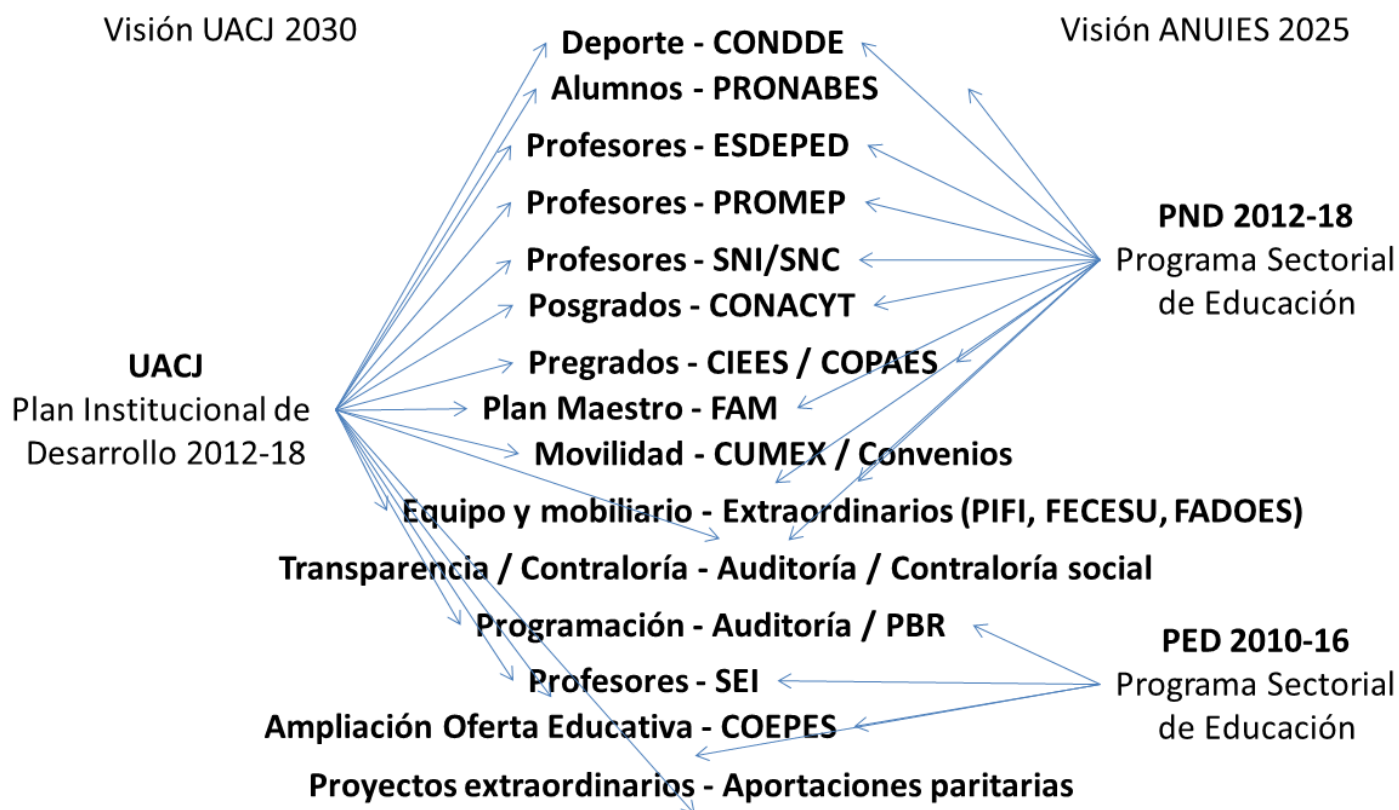 Visión UACJ 2030
Visión ANUIES 2025
Deporte - CONDDE
Alumnos - PRONABES
Profesores - ESDEPED
Profesores - PROMEP
Profesores - SNI/SNC
Posgrados - CONACYT
Pregrados - CIEES / COPAES
Plan Maestro - FAM
Movilidad - CUMEX / Convenios
Equipo y mobiliario - Extraordinarios (PIFI, FECESU, FADOES)
Transparencia / Contraloría - Auditoría / Contraloría social
Programación - Auditoría / PBR
Profesores - SEI
Ampliación Oferta Educativa - COEPES
Proyectos extraordinarios - Aportaciones paritarias
UACJ
Plan Institucional de
Desarrollo 2012-18
PND 2012-18
Programa Sectorial
de Educación
PED 2010-16
Programa Sectorial
de Educación